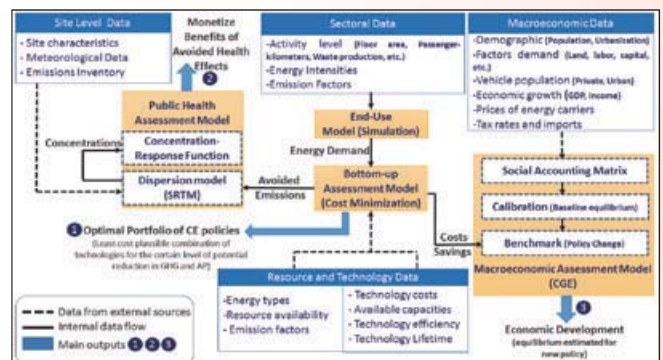 Site Level Data
- Site characteristics
- Meteorological Data
- Emissions Inventory
Monetize
Benefits of
Avoided Health
Effects
2
Sectoral Data
-Activity level (Floor area, Passenger-
kilometers, Waste production, etc.)
- Energy Intensities
- Emission Factors
Macroeconomic Data
-Demographic (Population, Urbanization)
-Factors demand (Land, labor, capital,
etc.)
-Vehicle population (Private, Urban)
-Economic growth (GDP, Income)
-Prices of energy carriers
-Tax rates and imports
Public Health
Assessment Model
Concentrations
Concentration-
Response Function
Dispersion model
(SRTM)
End-Use
Model (Simulation)
Energy Demand
Avoided
Emissions
Bottom-up
Assessment Model
(Cost Minimization)
Social Accounting Matrix
Calibration (Baseline equilibrium)
Benchmark (Policy Change)
Macroeconomic Assessment Model
(CGE)
Costs
Savings
1 Optimal Portfolio of CE policies
(Least cost plausible combination of
technologies for the certain level of potential
reduction in GHG and AP)
Resource and Technology Data
-Energy types
-Resource availability
- Emission factors
- Technology costs
- Available capacities
- Technology efficiency
- Technology Lifetime
3
Economic Development
(equilibrium estimated for
new policy)
Data from external sources
Internal data flow
Main outputs 1 2 3